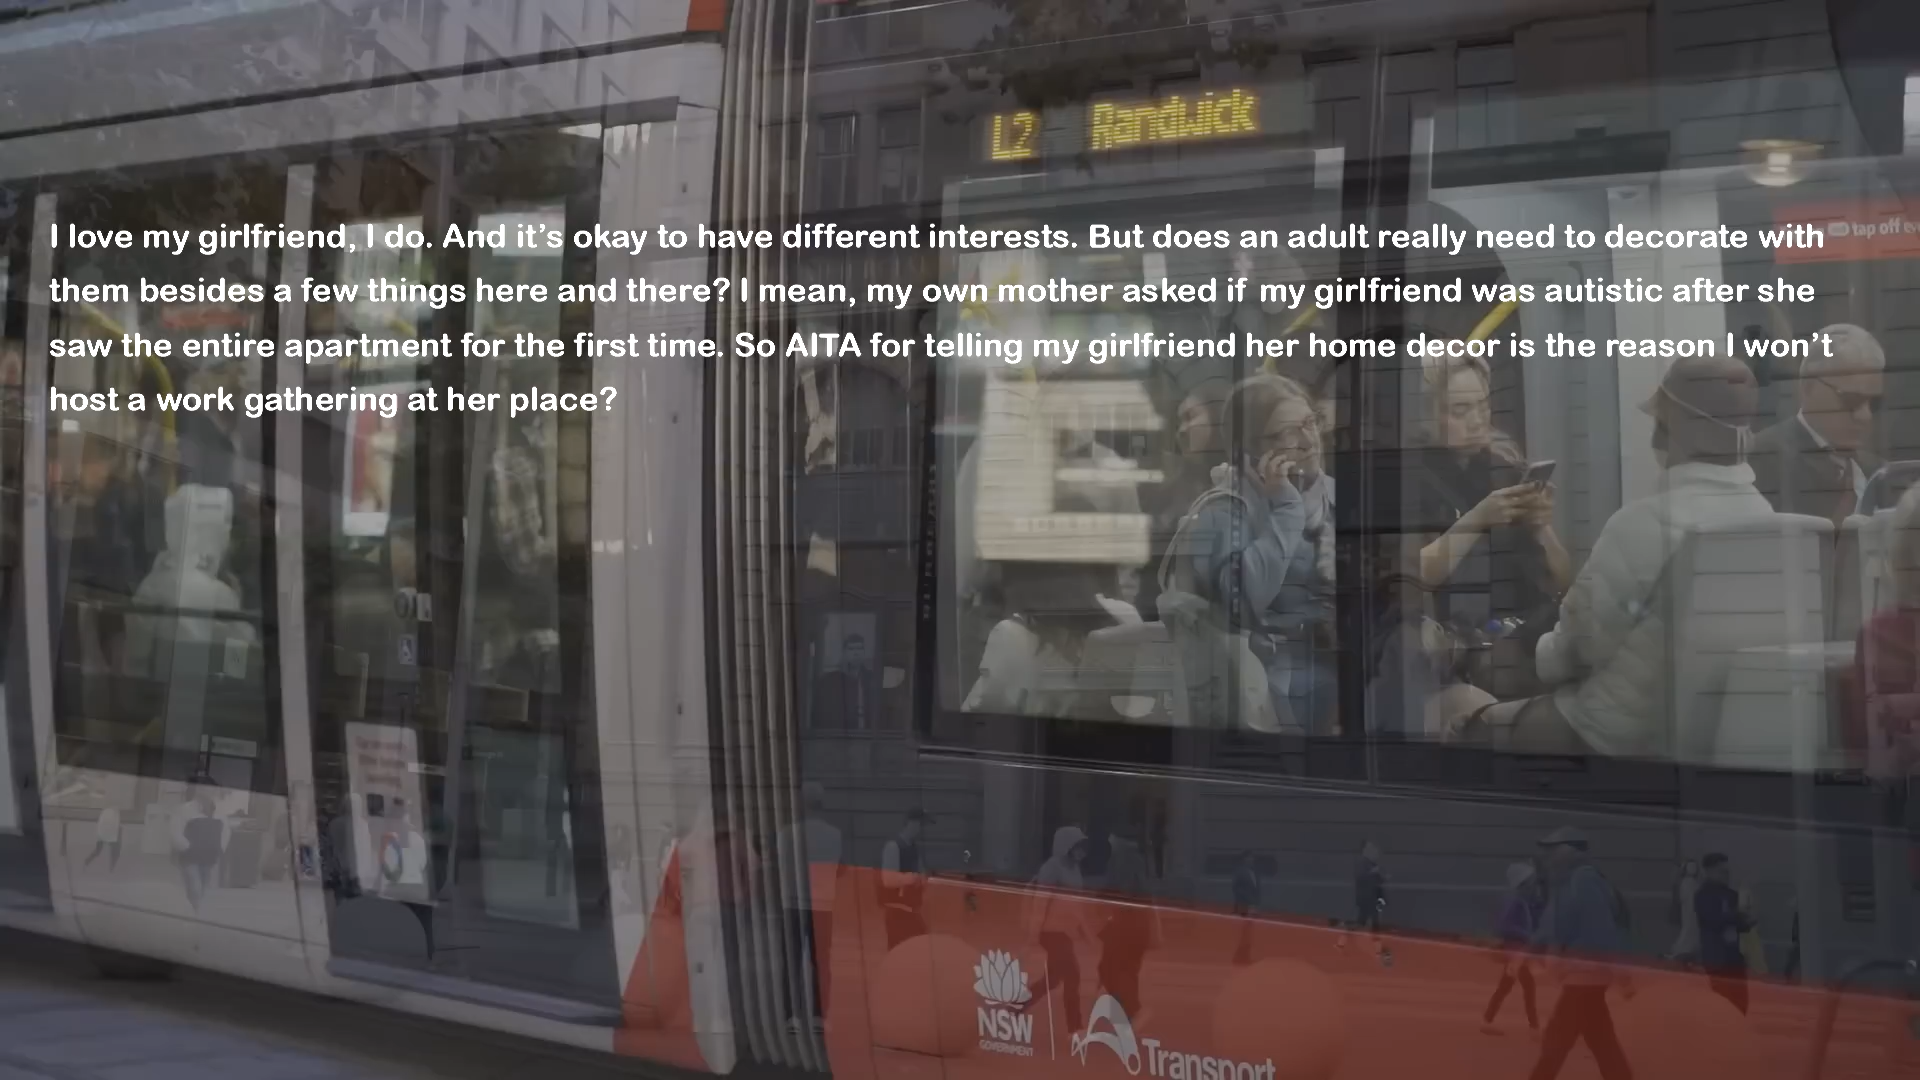 L2 Randwick
tap off
I love my girlfriend, I do. And it’s okay to have different interests. But does an adult really need to decorate with
them besides a few things here and there? I mean, my own mother asked if my girlfriend was autistic after she
saw the entire apartment for the first time. So AITA for telling my girlfriend her home decor is the reason I won’t
host a work gathering at her place?
NSW
GOVERNMENT
Transport